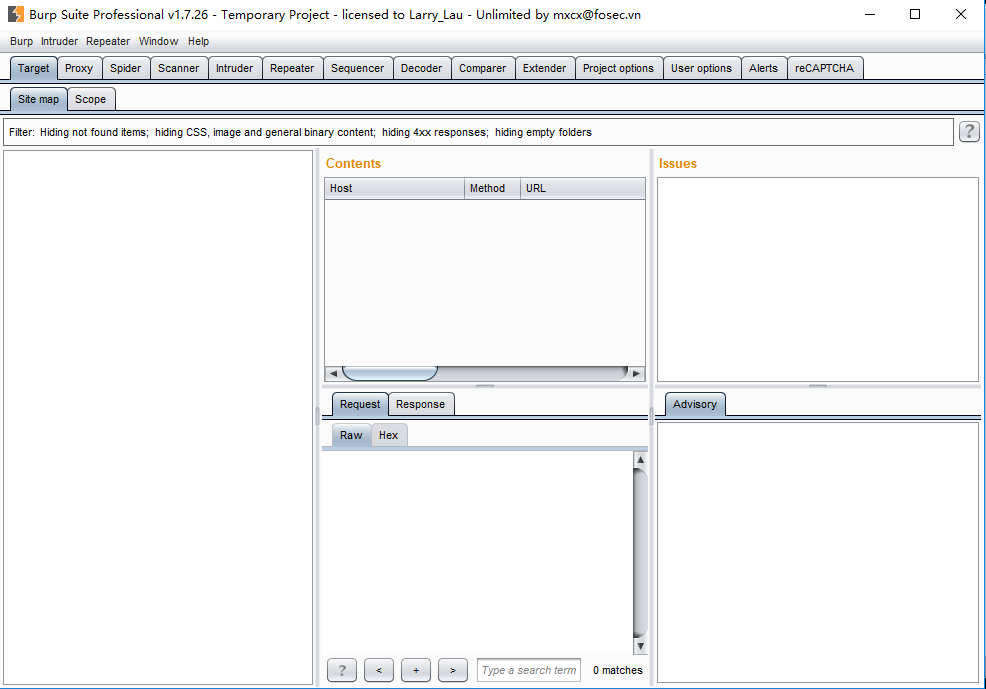 Burp Suite Professional v1.7.26 - Temporary Project - licensed to Larry_Lau - Unlimited by mxcx@fosec.vn
Burp Intruder Repeater Window Help
Target Proxy Spider Scanner Intruder Repeater Sequencer Decoder Comparer Extender Project options User options Alerts reCAPTCHA
Site map Scope
Filter: Hiding not found items; hiding CSS, image and general binary content; hiding 4xx responses; hiding empty folders ?
Contents
Host Method URL
Issues
Request Response
Raw Hex
Advisory
? < + > Type a search term 0 matches